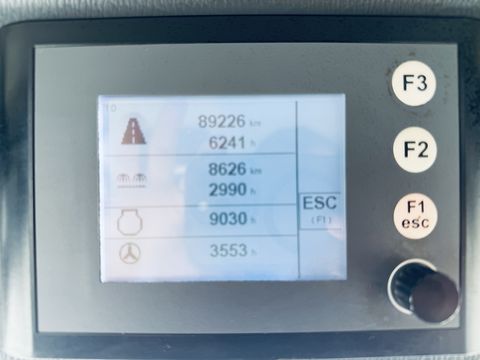 10
89226 km
6241 h
8626 km
2990 h
9030 h
3553 h
ESC
(F1)
F3
F2
F1
esc